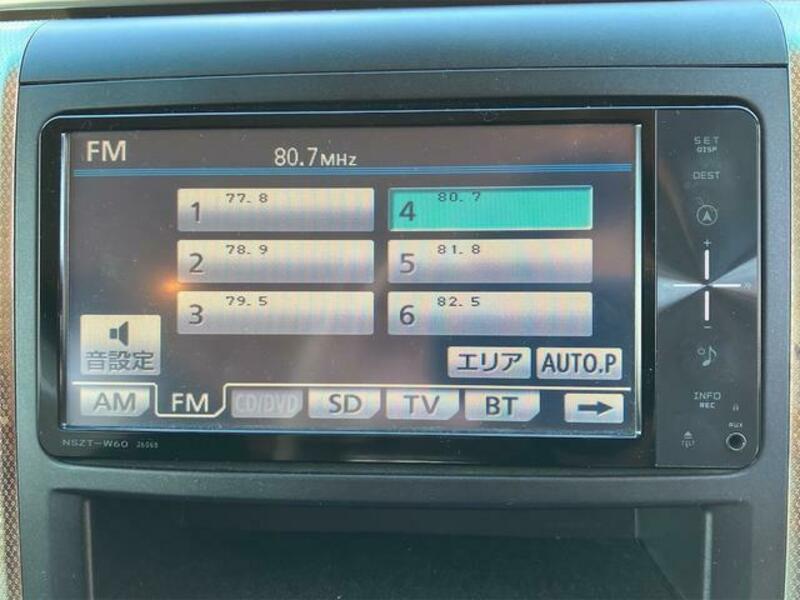 FM
80.7MHz
1 77.8
4 80.7
2 78.9
5 81.8
3 79.5
6 82.5
音設定
エリア
AUTO.P
AM
FM
CD/DVD
SD
TV
BT
NSZT-W60
SET
DISP
DEST
+
-
INFO
REC
AUX
TILT